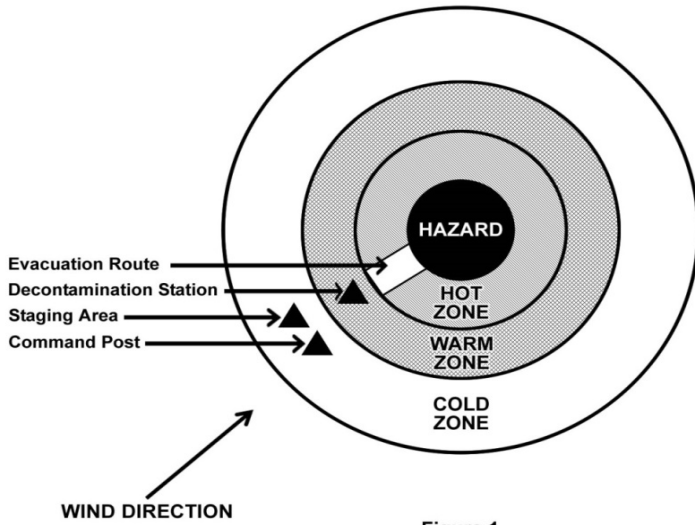 HAZARD
Evacuation Route
Decontamination Station
Staging Area
Command Post
HOT
ZONE
WARM
ZONE
COLD
ZONE
WIND DIRECTION